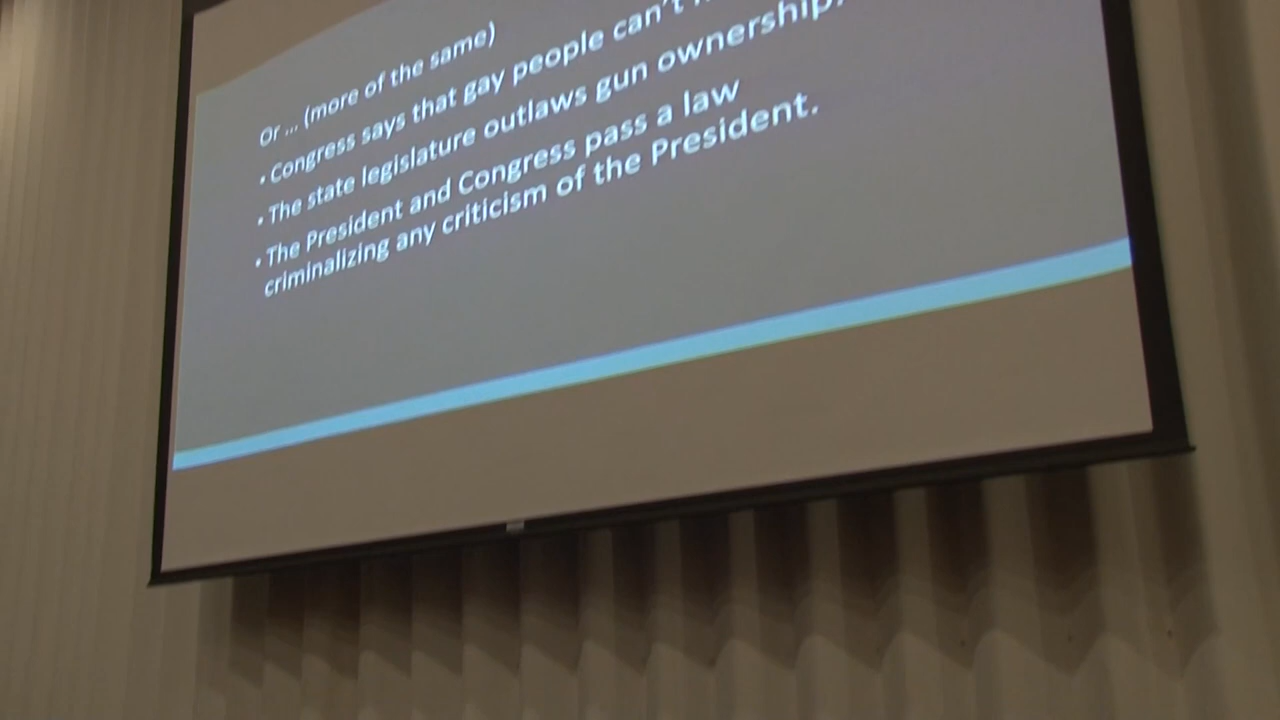 Or ... (more of the same)
• Congress says that gay people can't
• The state legislature outlaws gun ownership,
• The President and Congress pass a law
criminalizing any criticism of the President.